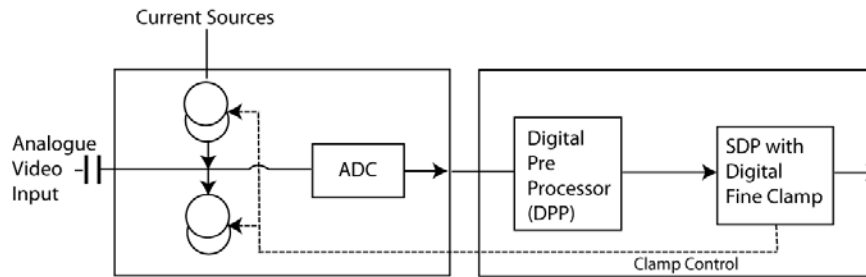 Current Sources
Analogue
Video
Input
ADC
Digital
Pre
Processor
(DPP)
SDP with
Digital
Fine Clamp
Clamp Control